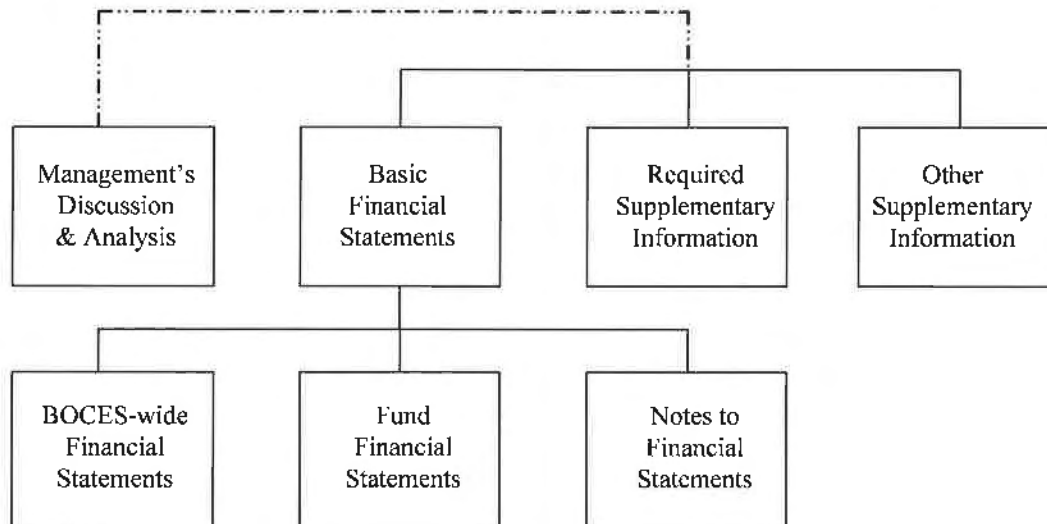 Management's
Discussion
& Analysis
Basic
Financial
Statements
Required
Supplementary
Information
Other
Supplementary
Information
BOCES-wide
Financial
Statements
Fund
Financial
Statements
Notes to
Financial
Statements